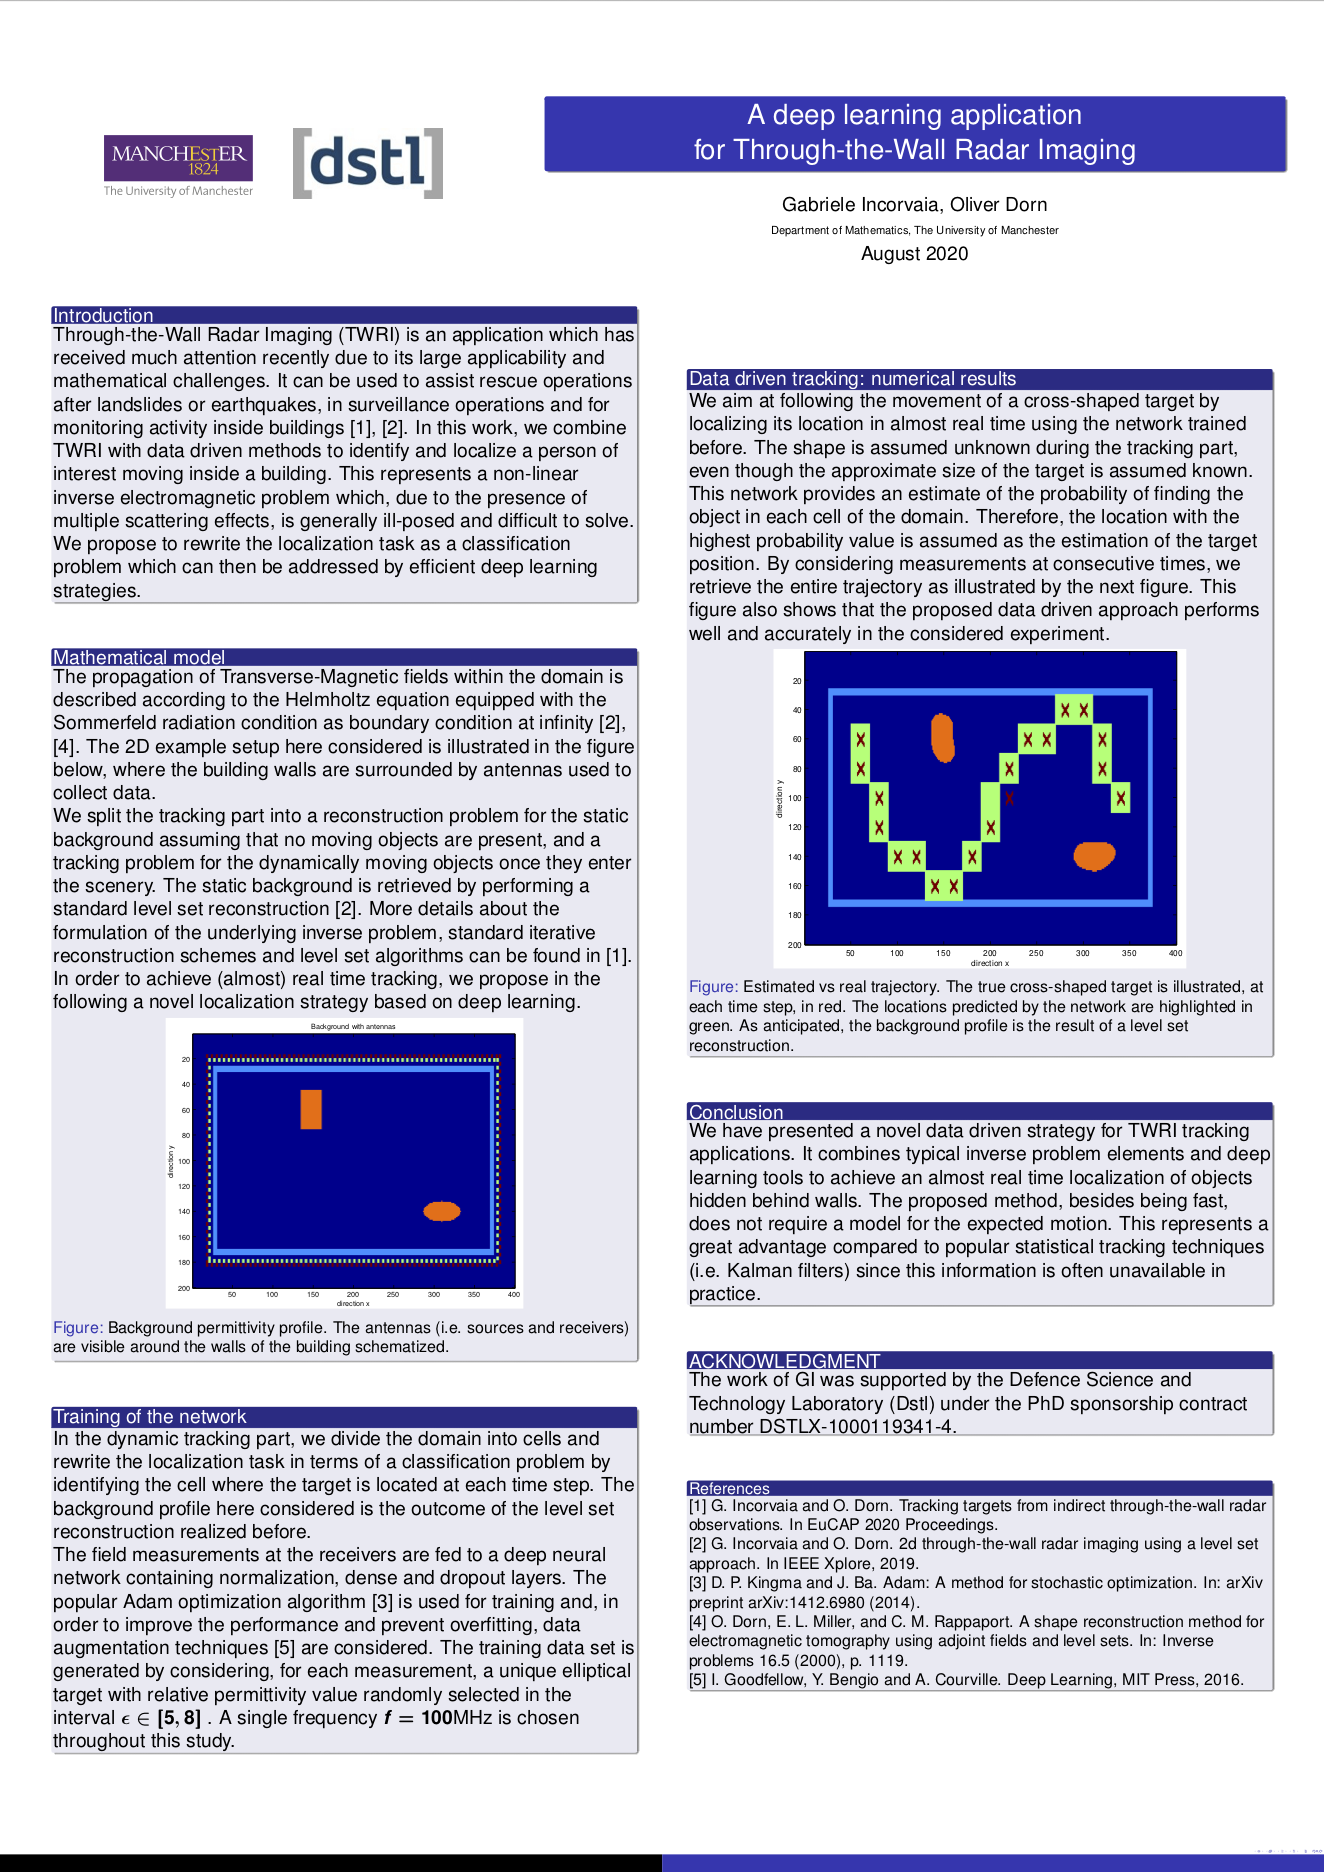 MANCHESTER
1824
The University of Manchester
[dstl]
A deep learning application
for Through-the-Wall Radar Imaging
Gabriele Incorvaia, Oliver Dorn
Department of Mathematics, The University of Manchester
August 2020
Introduction
Through-the-Wall Radar Imaging (TWRI) is an application which has
received much attention recently due to its large applicability and
mathematical challenges. It can be used to assist rescue operations
after landslides or earthquakes, in surveillance operations and for
monitoring activity inside buildings [1], [2]. In this work, we combine
TWRI with data driven methods to identify and localize a person of
interest moving inside a building. This represents a non-linear
inverse electromagnetic problem which, due to the presence of
multiple scattering effects, is generally ill-posed and difficult to solve.
We propose to rewrite the localization task as a classification
problem which can then be addressed by efficient deep learning
strategies.
Mathematical model
The propagation of Transverse-Magnetic fields within the domain is
described according to the Helmholtz equation equipped with the
Sommerfeld radiation condition as boundary condition at infinity [2],
[4]. The 2D example setup here considered is illustrated in the figure
below, where the building walls are surrounded by antennas used to
collect data.
We split the tracking part into a reconstruction problem for the static
background assuming that no moving objects are present, and a
tracking problem for the dynamically moving objects once they enter
the scenery. The static background is retrieved by performing a
standard level set reconstruction [2]. More details about the
formulation of the underlying inverse problem, standard iterative
reconstruction schemes and level set algorithms can be found in [1].
In order to achieve (almost) real time tracking, we propose in the
following a novel localization strategy based on deep learning.
Background with antennas
direction y
20
40
60
80
100
120
140
160
180
200
50 100 150 200 250 300 350 400
direction x
Figure: Background permittivity profile. The antennas (i.e. sources and receivers)
are visible around the walls of the building schematized.
Training of the network
In the dynamic tracking part, we divide the domain into cells and
rewrite the localization task in terms of a classification problem by
identifying the cell where the target is located at each time step. The
background profile here considered is the outcome of the level set
reconstruction realized before.
The field measurements at the receivers are fed to a deep neural
network containing normalization, dense and dropout layers. The
popular Adam optimization algorithm [3] is used for training and, in
order to improve the performance and prevent overfitting, data
augmentation techniques [5] are considered. The training data set is
generated by considering, for each measurement, a unique elliptical
target with relative permittivity value randomly selected in the
interval ϵ ∈ [5, 8] . A single frequency f = 100MHz is chosen
throughout this study.
Data driven tracking: numerical results
We aim at following the movement of a cross-shaped target by
localizing its location in almost real time using the network trained
before. The shape is assumed unknown during the tracking part,
even though the approximate size of the target is assumed known.
This network provides an estimate of the probability of finding the
object in each cell of the domain. Therefore, the location with the
highest probability value is assumed as the estimation of the target
position. By considering measurements at consecutive times, we
retrieve the entire trajectory as illustrated by the next figure. This
figure also shows that the proposed data driven approach performs
well and accurately in the considered experiment.
direction y
20
40
60
80
100
120
140
160
180
200
50 100 150 200 250 300 350 400
direction x
Figure: Estimated vs real trajectory. The true cross-shaped target is illustrated, at
each time step, in red. The locations predicted by the network are highlighted in
green. As anticipated, the background profile is the result of a level set
reconstruction.
Conclusion
We have presented a novel data driven strategy for TWRI tracking
applications. It combines typical inverse problem elements and deep
learning tools to achieve an almost real time localization of objects
hidden behind walls. The proposed method, besides being fast,
does not require a model for the expected motion. This represents a
great advantage compared to popular statistical tracking techniques
(i.e. Kalman filters) since this information is often unavailable in
practice.
ACKNOWLEDGMENT
The work of GI was supported by the Defence Science and
Technology Laboratory (Dstl) under the PhD sponsorship contract
number DSTLX-1000119341-4.
References
[1] G. Incorvaia and O. Dorn. Tracking targets from indirect through-the-wall radar
observations. In EuCAP 2020 Proceedings.
[2] G. Incorvaia and O. Dorn. 2d through-the-wall radar imaging using a level set
approach. In IEEE Xplore, 2019.
[3] D. P. Kingma and J. Ba. Adam: A method for stochastic optimization. In: arXiv
preprint arXiv:1412.6980 (2014).
[4] O. Dorn, E. L. Miller, and C. M. Rappaport. A shape reconstruction method for
electromagnetic tomography using adjoint fields and level sets. In: Inverse
problems 16.5 (2000), p. 1119.
[5] I. Goodfellow, Y. Bengio and A. Courville. Deep Learning, MIT Press, 2016.